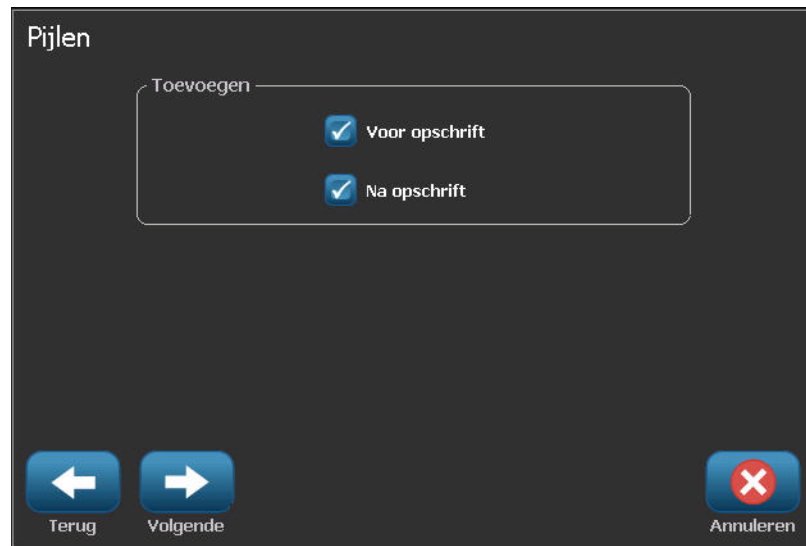 Pijlen
Toevoegen
Voor opschrift
Na opschrift
Terug
Volgende
Annuleren